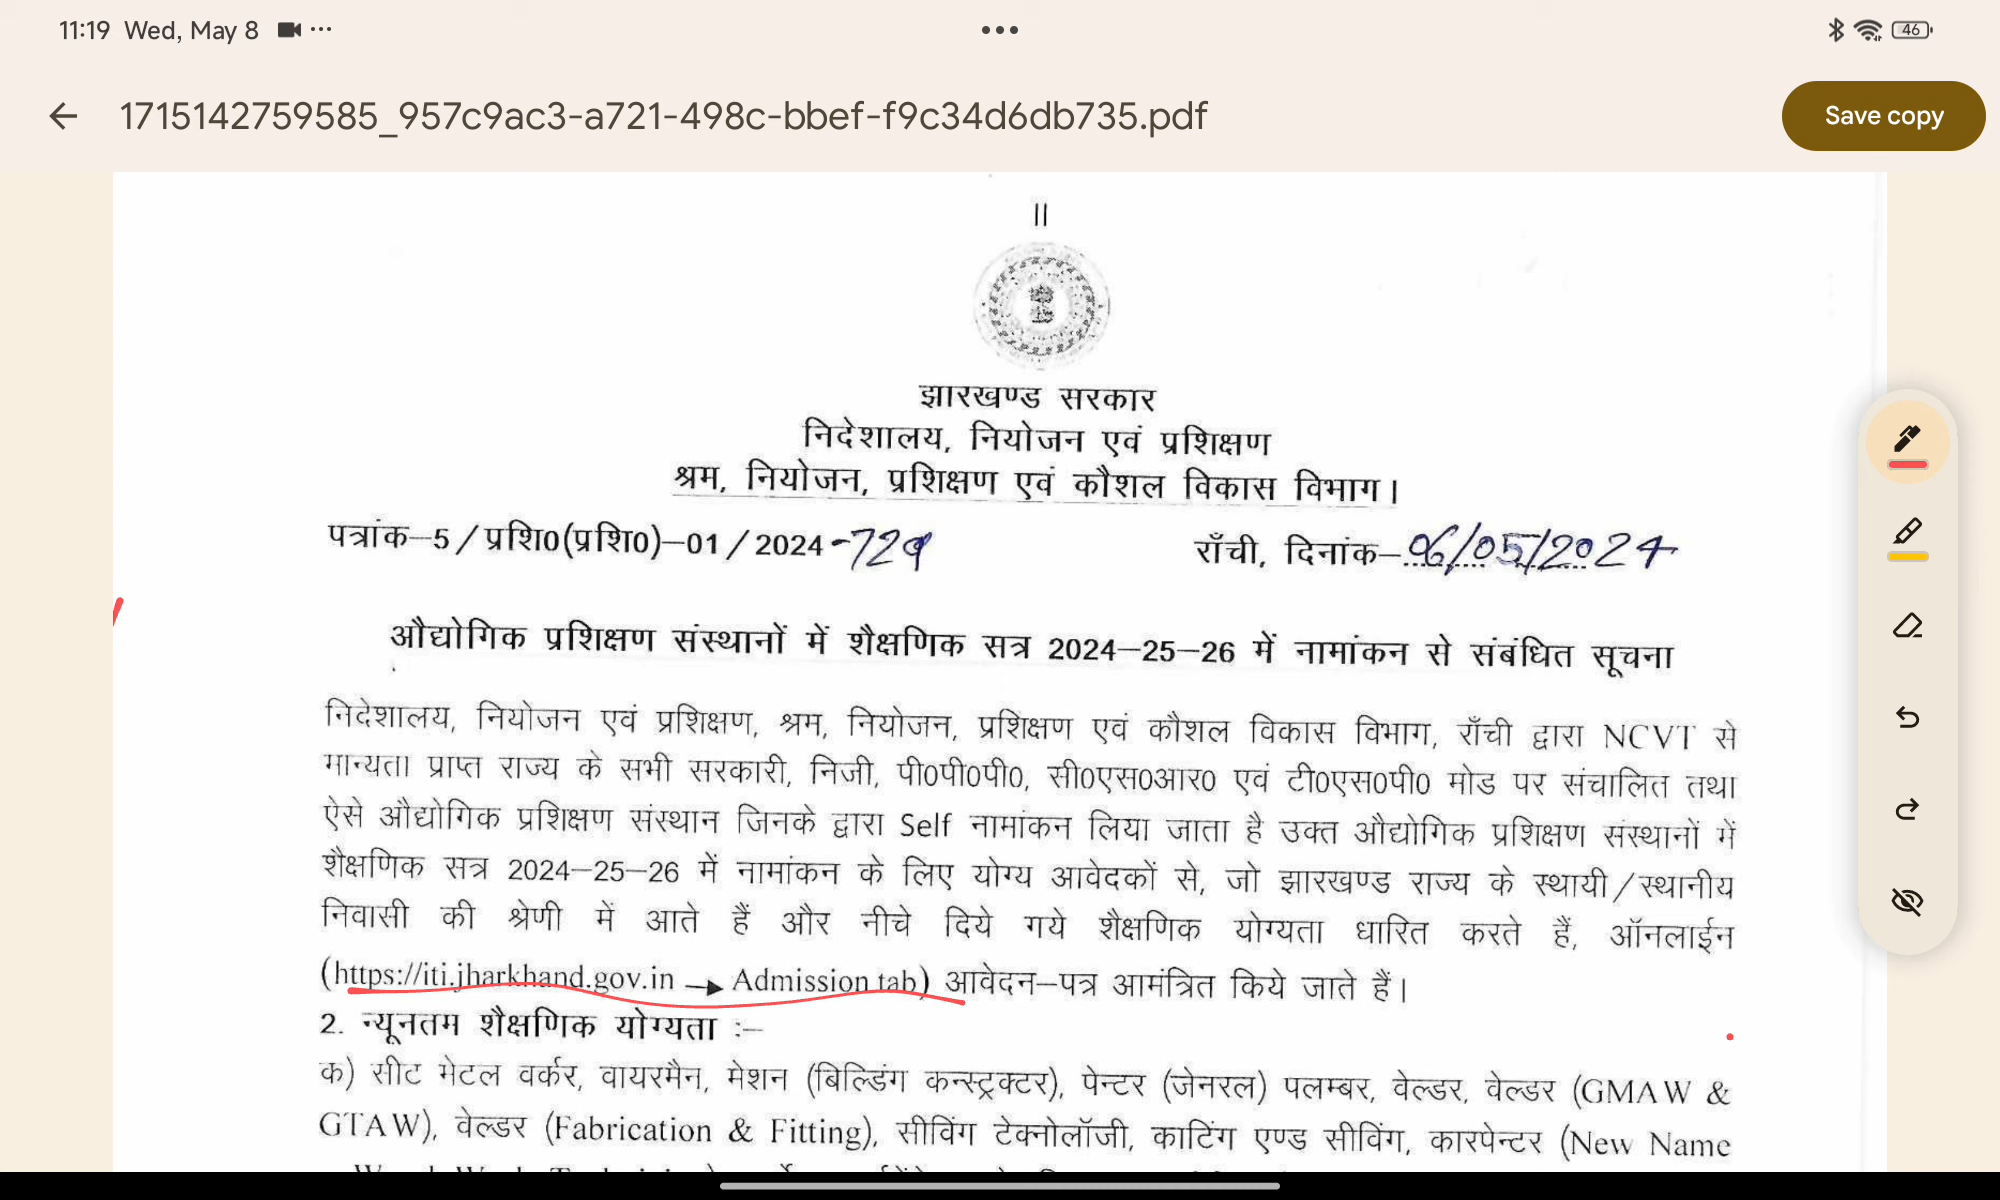 11:19 Wed, May 8
46
1715142759585_957c9ac3-a721-498c-bbef-f9c34d6db735.pdf
Save copy
||
झारखण्ड सरकार
निदेशालय, नियोजन एवं प्रशिक्षण
श्रम, नियोजन, प्रशिक्षण एवं कौशल विकास विभाग।
पत्रांक–5/प्रशि0(प्रशि0)–01/2024-729 राँची, दिनांक–06/05/2024
औद्योगिक प्रशिक्षण संस्थानों में शैक्षणिक सत्र 2024–25–26 में नामांकन से संबंधित सूचना
निदेशालय, नियोजन एवं प्रशिक्षण, श्रम, नियोजन, प्रशिक्षण एवं कौशल विकास विभाग, राँची द्वारा NCVT से
मान्यता प्राप्त राज्य के सभी सरकारी, निजी, पी0पी0पी0, सी0एस0आर0 एवं टी0एस0पी0 मोड पर संचालित तथा
ऐसे औद्योगिक प्रशिक्षण संस्थान जिनके द्वारा Self नामांकन लिया जाता है उक्त औद्योगिक प्रशिक्षण संस्थानों में
शैक्षणिक सत्र 2024–25–26 में नामांकन के लिए योग्य आवेदकों से, जो झारखण्ड राज्य के स्थायी/स्थानीय
निवासी की श्रेणी में आते हैं और नीचे दिये गये शैक्षणिक योग्यता धारित करते हैं, ऑनलाईन
(https://iti.jharkhand.gov.in → Admission tab) आवेदन–पत्र आमंत्रित किये जाते हैं।
2. न्यूनतम शैक्षणिक योग्यता :–
क) सीट मेटल वर्कर, वायरमैन, मेशन (बिल्डिंग कन्स्ट्रक्टर), पेन्टर (जेनरल) पलम्बर, वेल्डर, वेल्डर (GMAW &
GTAW), वेल्डर (Fabrication & Fitting), सीविंग टेक्नोलॉजी, काटिंग एण्ड सीविंग, कारपेन्टर (New Name